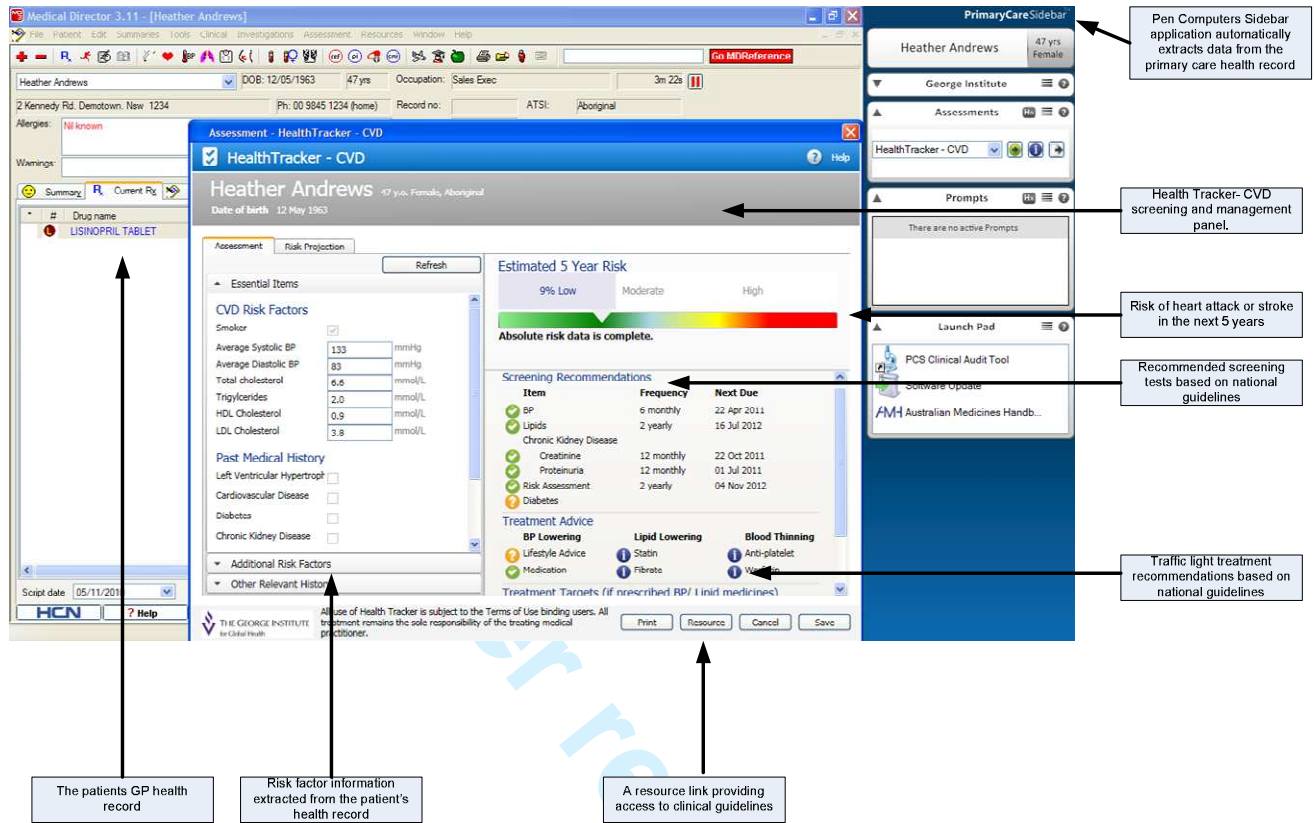 Medical Director 3.11 - [Heather Andrews]
File Patient Edit Summaries Tools Clinical Investigations Assessment Resources Window Help
Go MDReference
Heather Andrews
DOB: 12/05/1963
47 yrs
Occupation: Sales Exec
3m 22s
2 Kennedy Rd. Demotown. Nsw 1234
Ph: 00 9845 1234 (home)
Record no:
ATSI: Aboriginal
Allergies: Nil known
Warnings:
Summary
Current Rx
* # Drug name
L LISINOPRIL TABLET
Script date 05/11/2010
HCN
? Help
Assessment - HealthTracker - CVD
HealthTracker - CVD
Help
Heather Andrews 47 y.o. Female, Aboriginal
Date of birth 12 May 1963
Assessment
Risk Projection
Refresh
Essential Items
CVD Risk Factors
Smoker
Average Systolic BP 133 mmHg
Average Diastolic BP 83 mmHg
Total cholesterol 6.6 mmol/L
Trigylcerides 2.0 mmol/L
HDL Cholesterol 0.9 mmol/L
LDL Cholesterol 3.8 mmol/L
Past Medical History
Left Ventricular Hypertroph
Cardiovascular Disease
Diabetes
Chronic Kidney Disease
Additional Risk Factors
Other Relevant History
Estimated 5 Year Risk
9% Low
Moderate
High
Absolute risk data is complete.
Screening Recommendations
Item Frequency Next Due
BP 6 monthly 22 Apr 2011
Lipids 2 yearly 16 Jul 2012
Chronic Kidney Disease
Creatinine 12 monthly 22 Oct 2011
Proteinuria 12 monthly 01 Jul 2011
Risk Assessment 2 yearly 04 Nov 2012
Diabetes
Treatment Advice
BP Lowering Lipid Lowering Blood Thinning
Lifestyle Advice Statin Anti-platelet
Medication Fibrate Warfarin
Treatment Targets (if prescribed BP/ Lipid medicines)
THE GEORGE INSTITUTE
for Global Health
All use of Health Tracker is subject to the Terms of Use binding users. All
treatment remains the sole responsibility of the treating medical
practitioner.
Print
Resource
Cancel
Save
PrimaryCareSidebar
Heather Andrews
47 yrs
Female
George Institute
Assessments
HealthTracker - CVD
Prompts
There are no active Prompts
Launch Pad
PCS Clinical Audit Tool
Software Update
AMH Australian Medicines Handb...
Pen Computers Sidebar
application automatically
extracts data from the
primary care health record
Health Tracker- CVD
screening and management
panel.
Risk of heart attack or stroke
in the next 5 years
Recommended screening
tests based on national
guidelines
Traffic light treatment
recommendations based on
national guidelines
The patients GP health
record
Risk factor information
extracted from the patient's
health record
A resource link providing
access to clinical guidelines